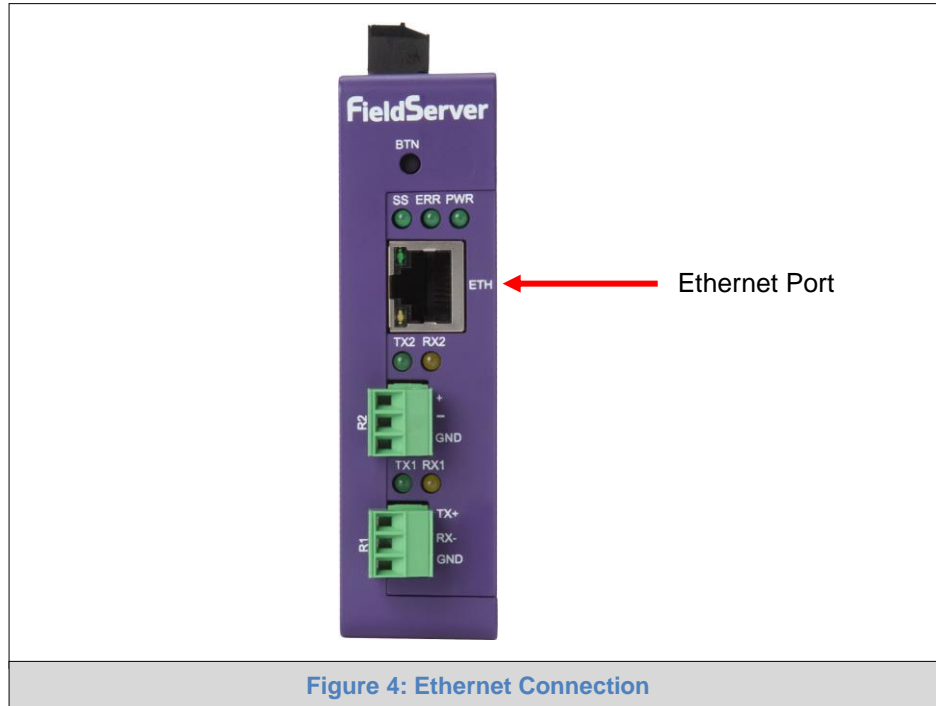 FieldServer
BTN
SS ERR PWR
ETH
Ethernet Port
TX2 RX2
R2
+
–
GND
TX1 RX1
R1
TX+
RX-
GND
Figure 4: Ethernet Connection